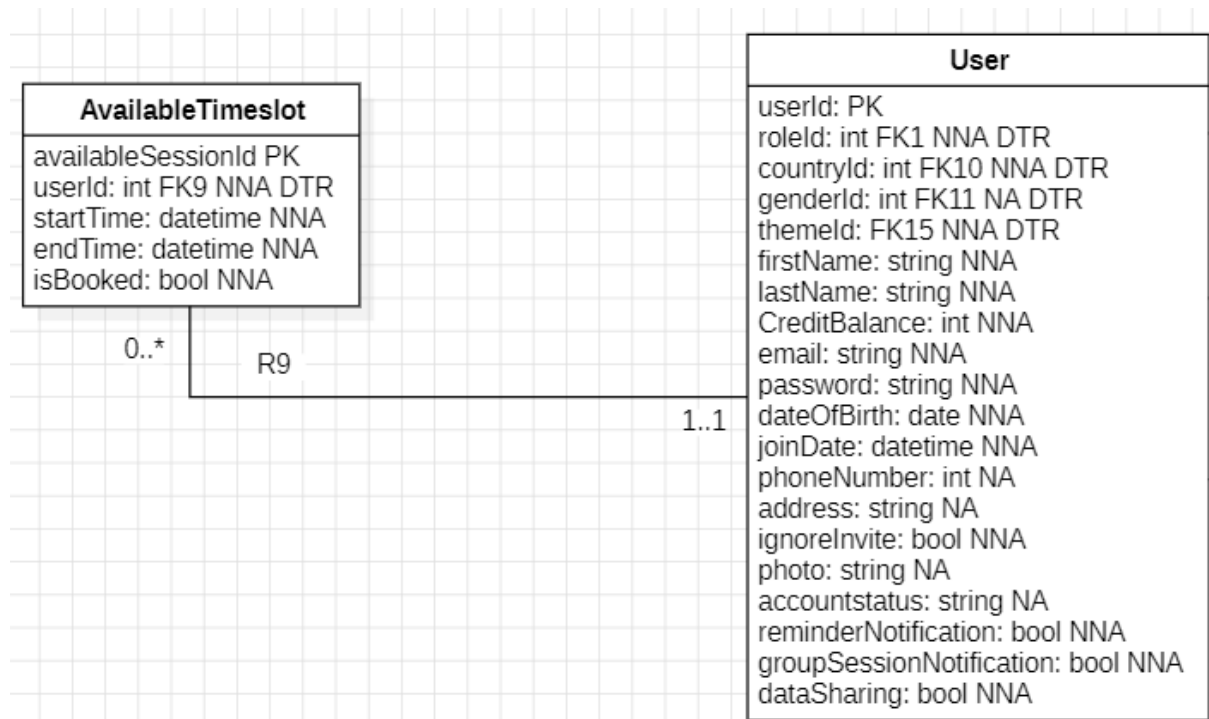 AvailableTimeslot
availableSessionId PK
userId: int FK9 NNA DTR
startTime: datetime NNA
endTime: datetime NNA
isBooked: bool NNA
0..*
R9
1..1
User
userId: PK
roleId: int FK1 NNA DTR
countryId: int FK10 NNA DTR
genderId: int FK11 NA DTR
themeId: FK15 NNA DTR
firstName: string NNA
lastName: string NNA
CreditBalance: int NNA
email: string NNA
password: string NNA
dateOfBirth: date NNA
joinDate: datetime NNA
phoneNumber: int NA
address: string NA
ignoreInvite: bool NNA
photo: string NA
accountstatus: string NA
reminderNotification: bool NNA
groupSessionNotification: bool NNA
dataSharing: bool NNA